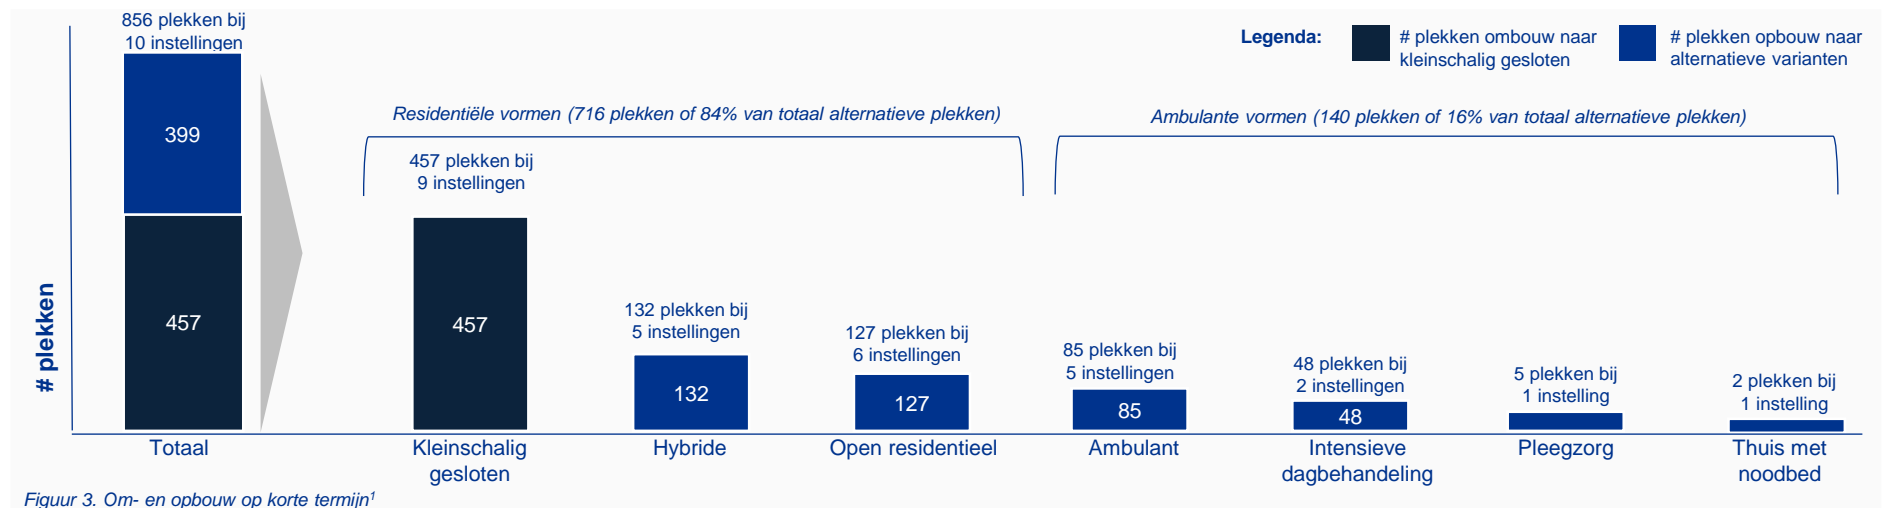 856 plekken bij
10 instellingen
Legenda:
# plekken ombouw naar
kleinschalig gesloten
# plekken opbouw naar
alternatieve varianten
Residentiële vormen (716 plekken of 84% van totaal alternatieve plekken)
Ambulante vormen (140 plekken of 16% van totaal alternatieve plekken)
# plekken
399
457
457 plekken bij
9 instellingen
457
132 plekken bij
5 instellingen
132
127 plekken bij
6 instellingen
127
85 plekken bij
5 instellingen
85
48 plekken bij
2 instellingen
48
5 plekken bij
1 instelling
2 plekken bij
1 instelling
Totaal
Kleinschalig
gesloten
Hybride
Open residentieel
Ambulant
Intensieve
dagbehandeling
Pleegzorg
Thuis met
noodbed
Figuur 3. Om- en opbouw op korte termijn¹